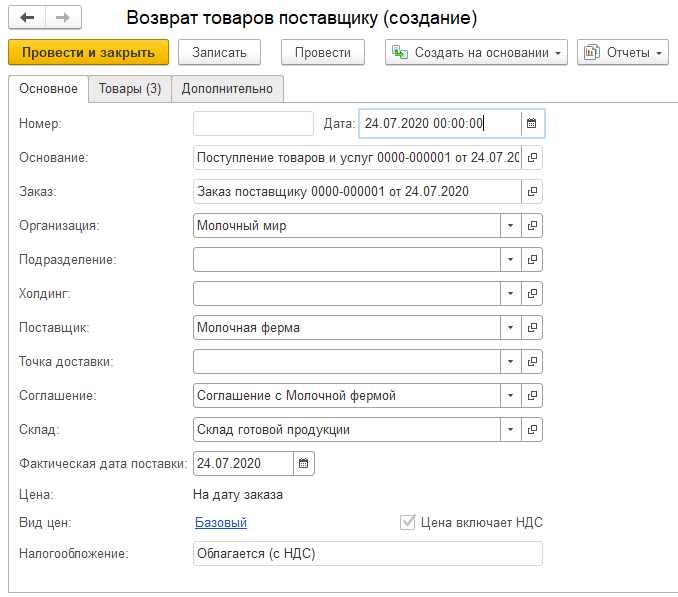 Возврат товаров поставщику (создание)
Провести и закрыть Записать Провести Создать на основании Отчеты
Основное Товары (3) Дополнительно
Номер: Дата: 24.07.2020 00:00:00
Основание: Поступление товаров и услуг 0000-000001 от 24.07.20
Заказ: Заказ поставщику 0000-000001 от 24.07.2020
Организация: Молочный мир
Подразделение:
Холдинг:
Поставщик: Молочная ферма
Точка доставки:
Соглашение: Соглашение с Молочной фермой
Склад: Склад готовой продукции
Фактическая дата поставки: 24.07.2020
Цена: На дату заказа
Вид цен: Базовый Цена включает НДС
Налогообложение: Облагается (с НДС)